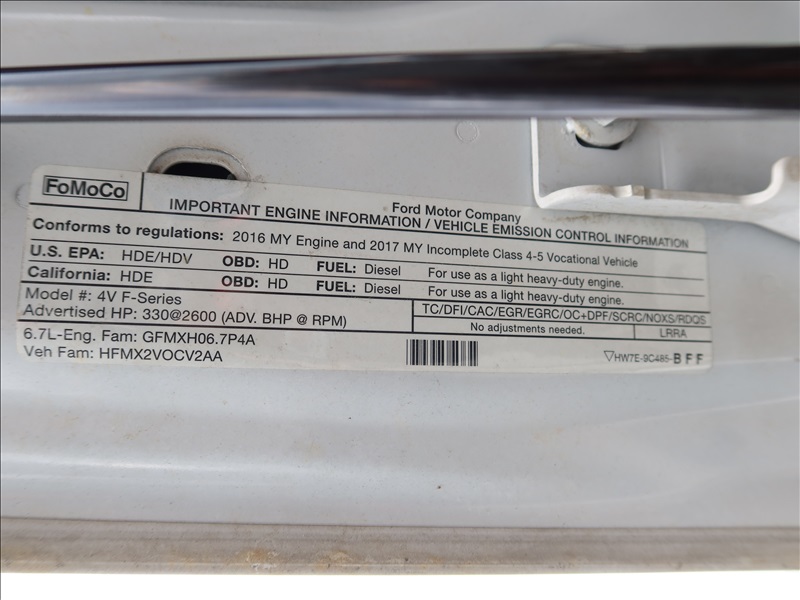 FoMoCo
Ford Motor Company
IMPORTANT ENGINE INFORMATION / VEHICLE EMISSION CONTROL INFORMATION
Conforms to regulations: 2016 MY Engine and 2017 MY Incomplete Class 4-5 Vocational Vehicle
U.S. EPA: HDE/HDV OBD: HD FUEL: Diesel For use as a light heavy-duty engine.
California: HDE OBD: HD FUEL: Diesel For use as a light heavy-duty engine.
Model #: 4V F-Series
Advertised HP: 330@2600 (ADV. BHP @ RPM)
TC/DFI/CAC/EGR/EGRC/OC+DPF/SCRC/NOXS/RDQS
No adjustments needed. LRRA
6.7L-Eng. Fam: GFMXH06.7P4A
Veh Fam: HFMX2VOCV2AA
HW7E-9C485-BFF